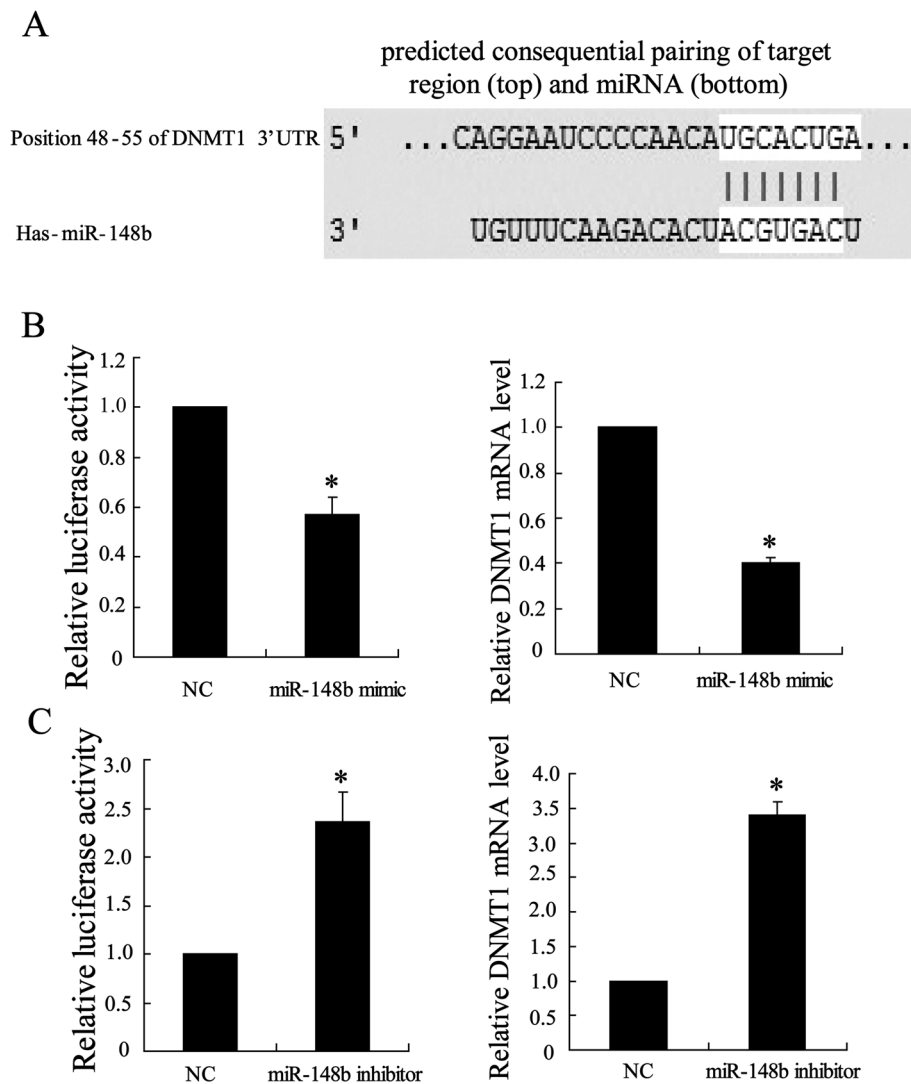 A
predicted consequential pairing of target
region (top) and miRNA (bottom)
Position 48-55 of DNMT1 3'UTR 5' ...CAGGAAUCCCCAACAUGCACUGA...
Has-miR-148b 3' UGUUUCAAGACACUACGUGACU
B
Relative luciferase activity
1.2
1.0
0.8
0.6
0.4
0.2
0
*
NC miR-148b mimic
Relative DNMT1 mRNA level
1.2
1.0
0.8
0.6
0.4
0.2
0
*
NC miR-148b mimic
C
Relative luciferase activity
3.0
2.5
2.0
1.5
1.0
0.5
0
*
NC miR-148b inhibitor
Relative DNMT1 mRNA level
4.0
3.5
3.0
2.5
2.0
1.5
1.0
0.5
0
*
NC miR-148b inhibitor